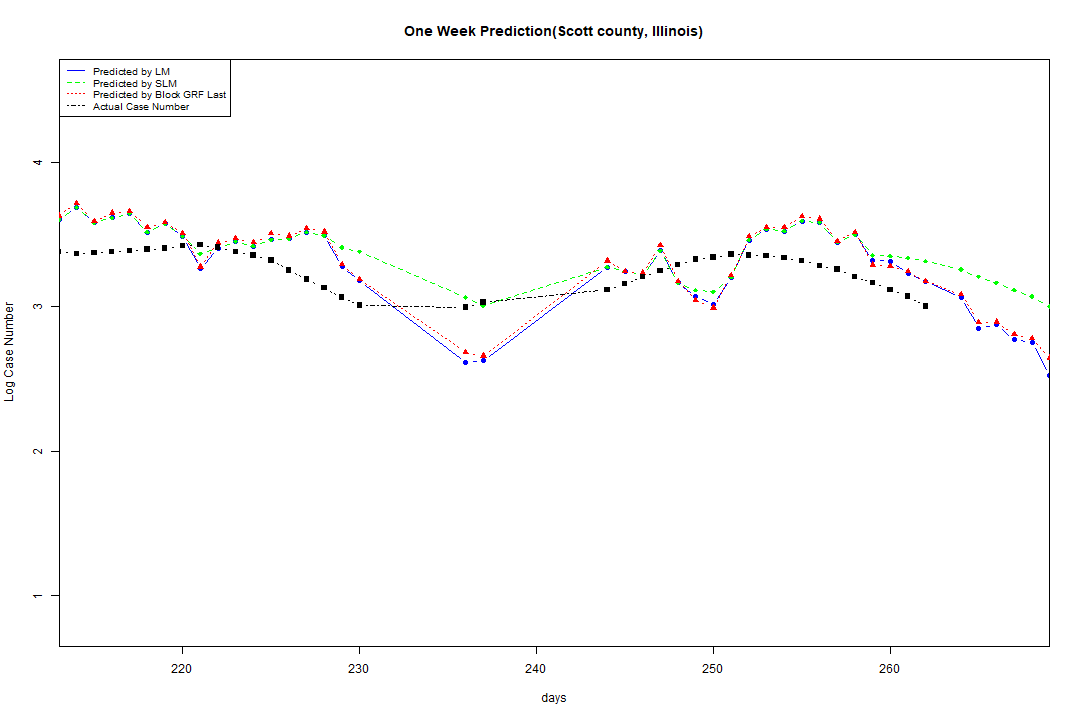 One Week Prediction(Scott county, Illinois)
Predicted by LM
Predicted by SLM
Predicted by Block GRF Last
Actual Case Number
4
3
2
1
Log Case Number
220 230 240 250 260
days